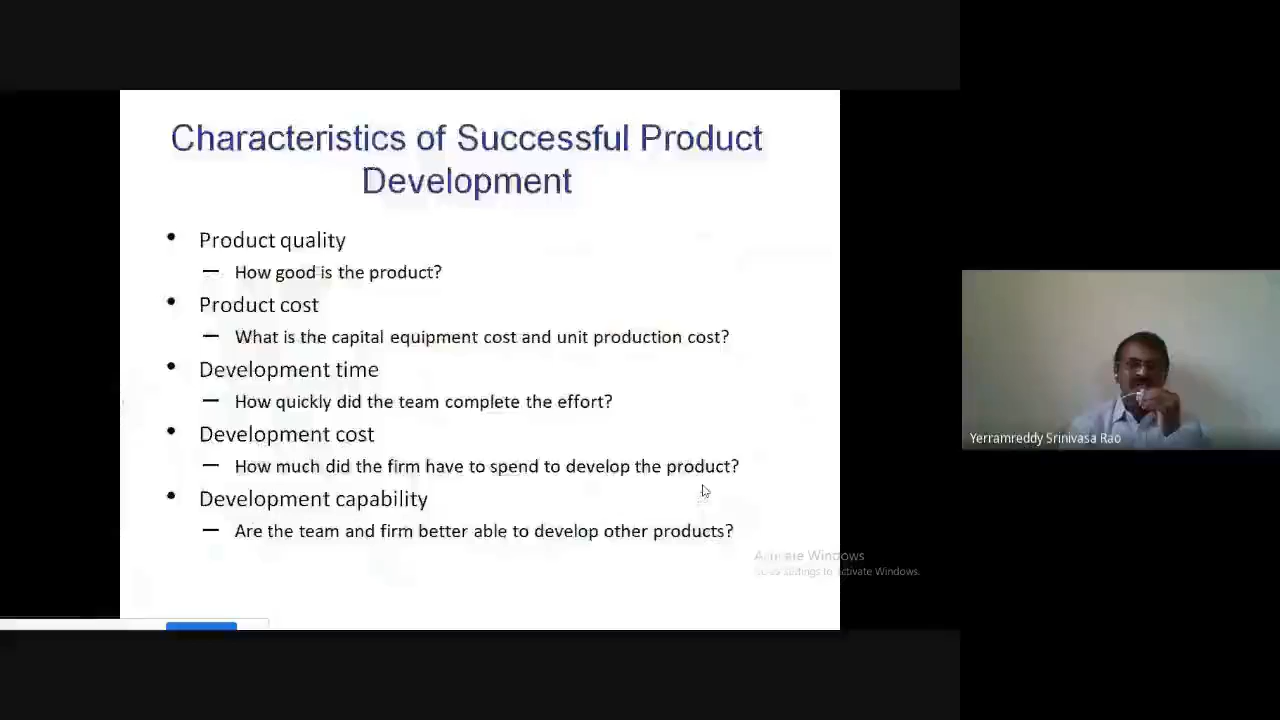 Characteristics of Successful Product
Development
• Product quality
— How good is the product?
• Product cost
— What is the capital equipment cost and unit production cost?
• Development time
— How quickly did the team complete the effort?
• Development cost
— How much did the firm have to spend to develop the product?
• Development capability
— Are the team and firm better able to develop other products?
Yerramreddy Srinivasa Rao
Activate Windows
Go to Settings to activate Windows.